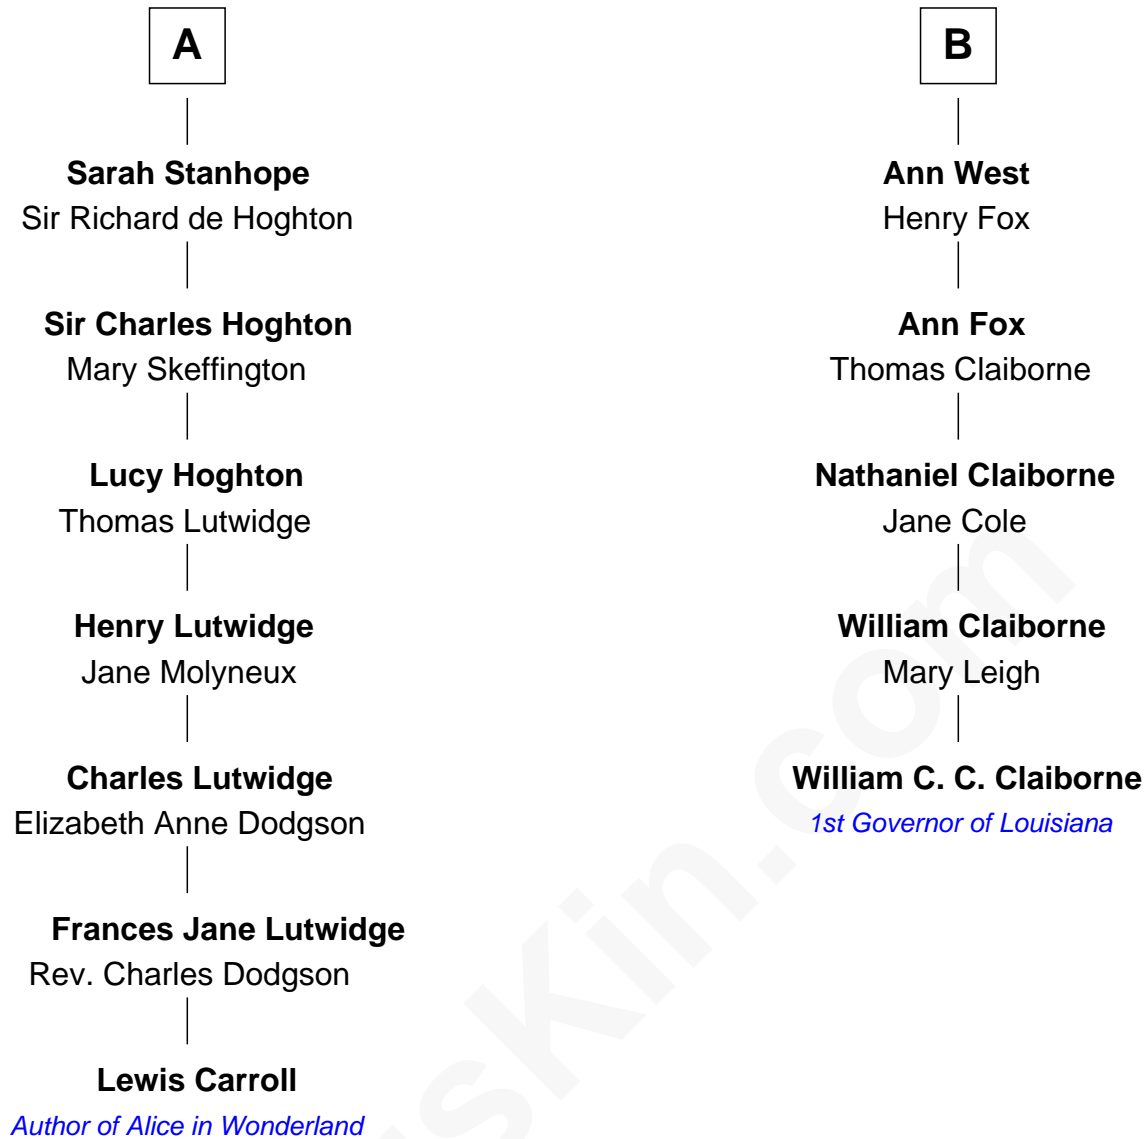 A
Sarah Stanhope
Sir Richard de Hoghton
Sir Charles Hoghton
Mary Skeffington
Lucy Hoghton
Thomas Lutwidge
Henry Lutwidge
Jane Molyneux
Charles Lutwidge
Elizabeth Anne Dodgson
Frances Jane Lutwidge
Rev. Charles Dodgson
Lewis Carroll
Author of Alice in Wonderland
B
Ann West
Henry Fox
Ann Fox
Thomas Claiborne
Nathaniel Claiborne
Jane Cole
William Claiborne
Mary Leigh
William C. C. Claiborne
1st Governor of Louisiana
sKin.com